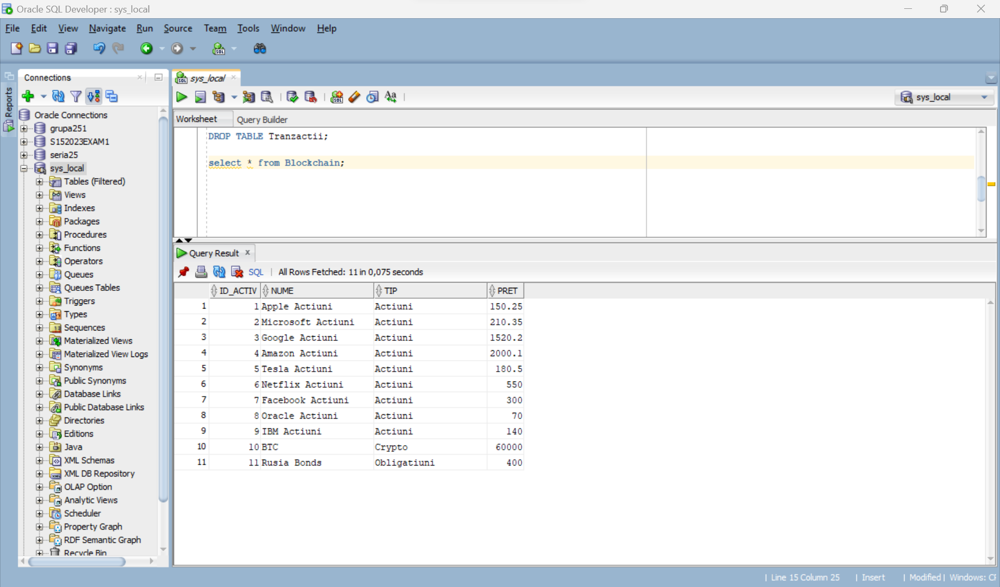 Oracle SQL Developer : sys_local
File Edit View Navigate Run Source Team Tools Window Help
Reports
Connections
Oracle Connections
grupa251
S152023EXAM1
seria25
sys_local
Tables (Filtered)
Views
Indexes
Packages
Procedures
Functions
Operators
Queues
Queues Tables
Triggers
Types
Sequences
Materialized Views
Materialized View Logs
Synonyms
Public Synonyms
Database Links
Public Database Links
Directories
Editions
Java
XML Schemas
XML DB Repository
OLAP Option
Analytic Views
Scheduler
Property Graph
RDF Semantic Graph
Recycle Bin
sys_local
sys_local
Worksheet Query Builder
DROP TABLE Tranzactii;
select * from Blockchain;
Query Result
SQL | All Rows Fetched: 11 in 0,075 seconds
ID_ACTIV NUME TIP PRET
1 1 Apple Actiuni Actiuni 150.25
2 2 Microsoft Actiuni Actiuni 210.35
3 3 Google Actiuni Actiuni 1520.2
4 4 Amazon Actiuni Actiuni 2000.1
5 5 Tesla Actiuni Actiuni 180.5
6 6 Netflix Actiuni Actiuni 550
7 7 Facebook Actiuni Actiuni 300
8 8 Oracle Actiuni Actiuni 70
9 9 IBM Actiuni Actiuni 140
10 10 BTC Crypto 60000
11 11 Rusia Bonds Obligatiuni 400
| Line 15 Column 25 | Insert | Modified | Windows: CF